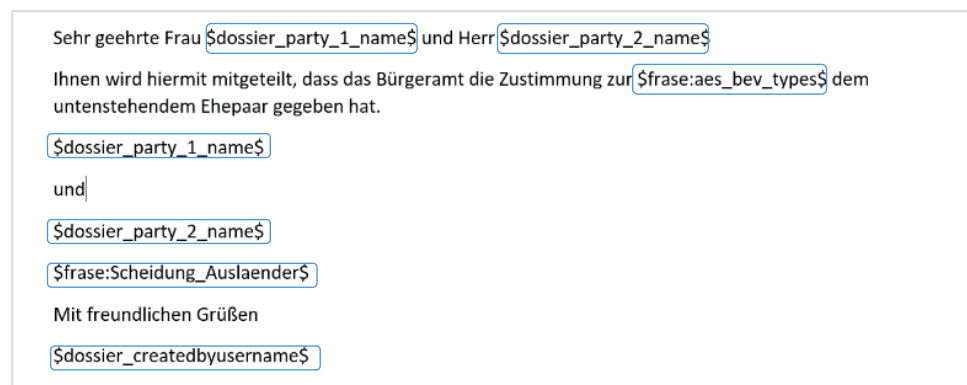 Sehr geehrte Frau $dossier_party_1_name$ und Herr $dossier_party_2_name$
Ihnen wird hiermit mitgeteilt, dass das Bürgeramt die Zustimmung zur $frase:aes_bev_types$ dem
untenstehendem Ehepaar gegeben hat.
$dossier_party_1_name$
und
$dossier_party_2_name$
$frase:Scheidung_Auslaender$
Mit freundlichen Grüßen
$dossier_createdbyusername$